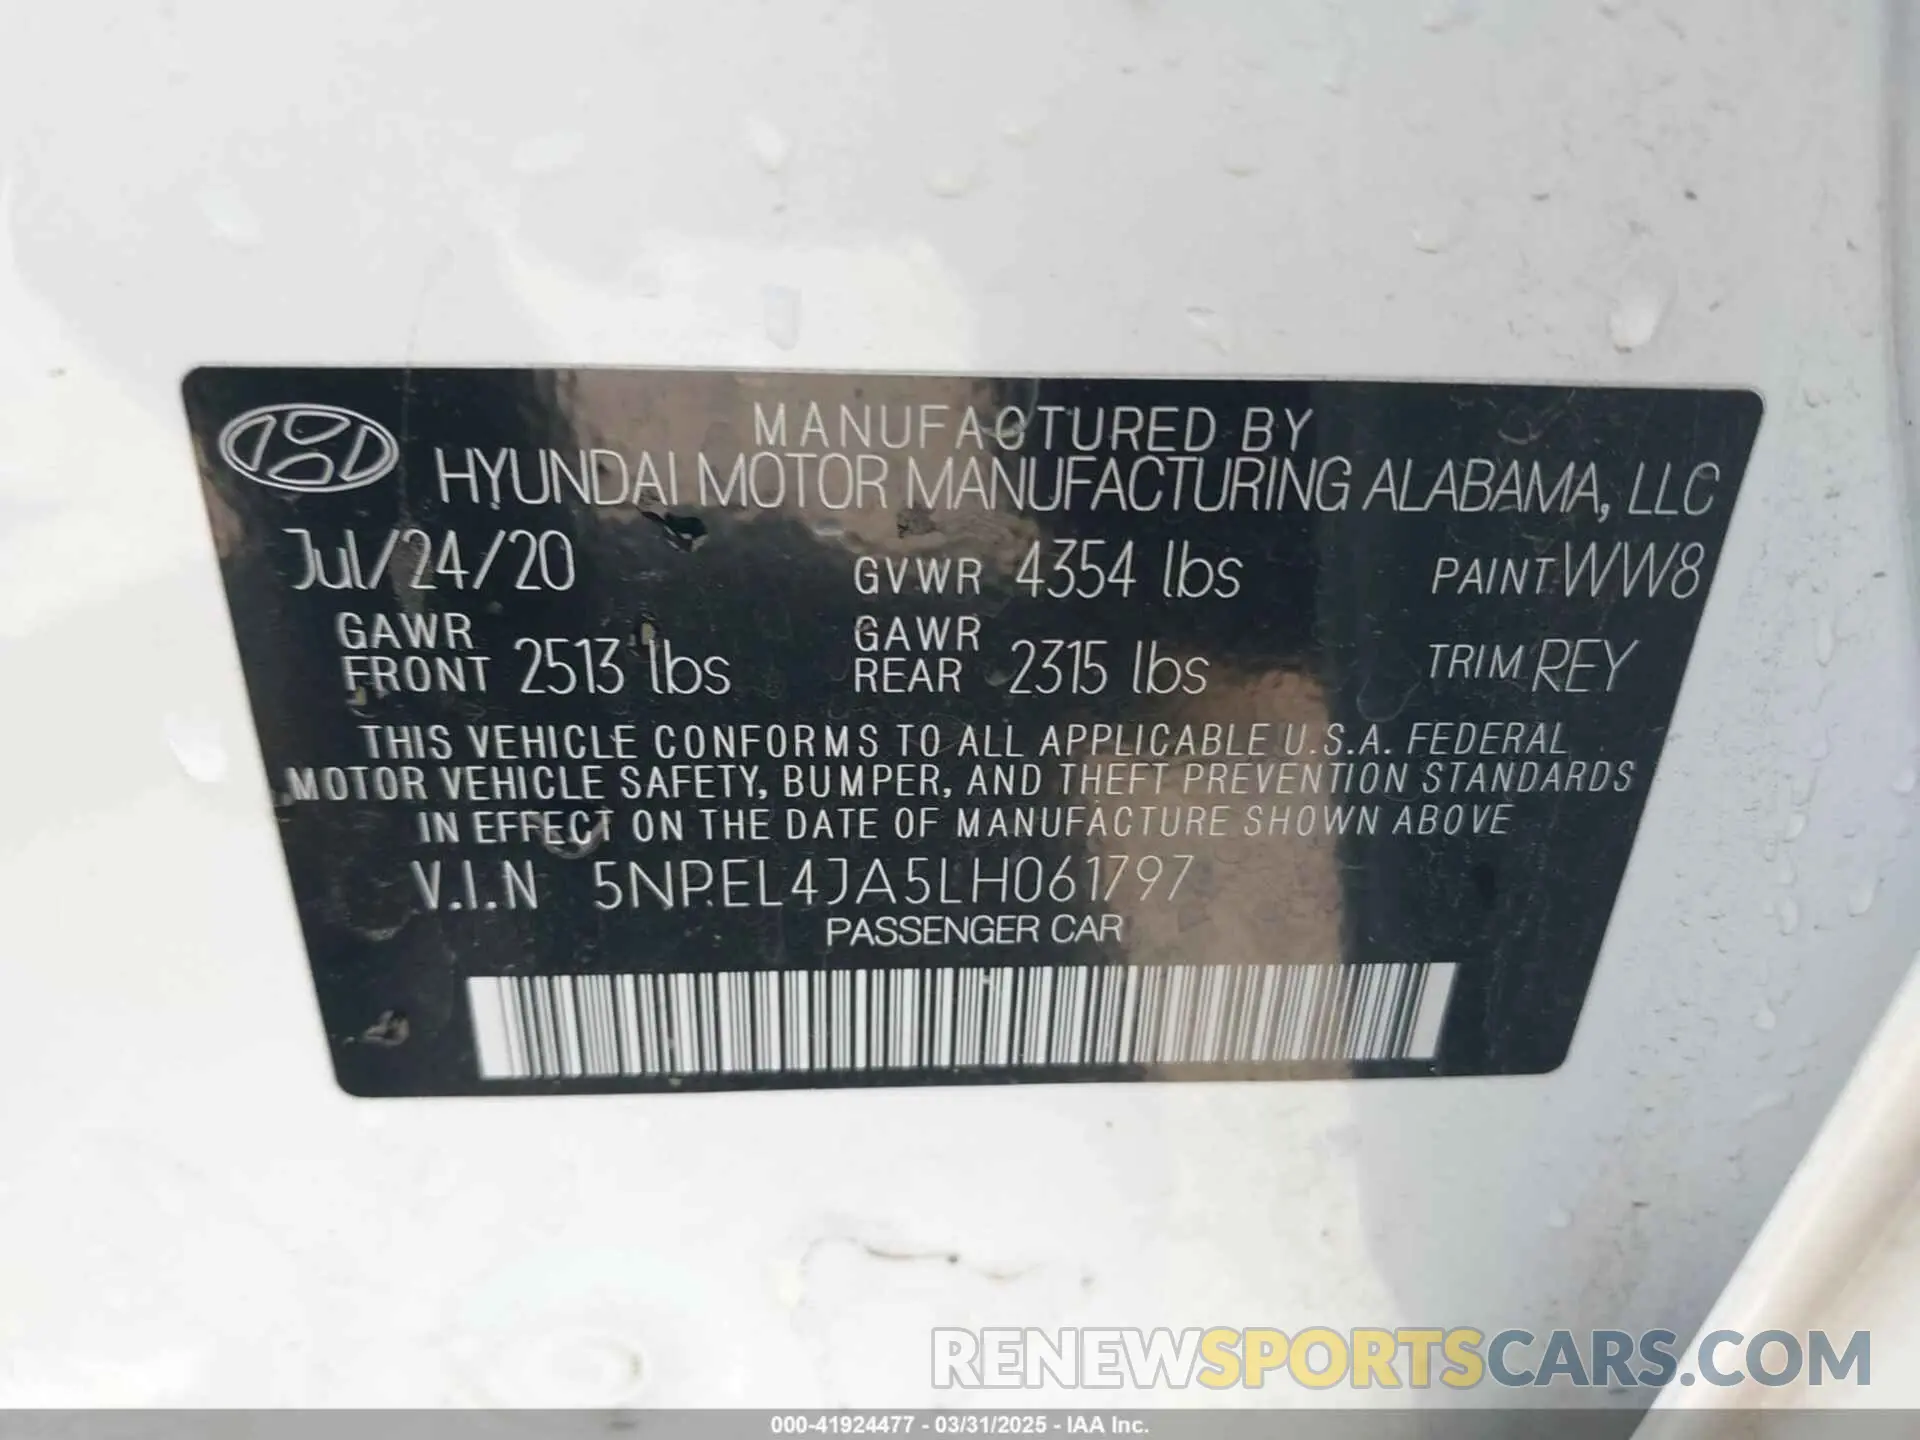 MANUFACTURED BY
HYUNDAI MOTOR MANUFACTURING ALABAMA, LLC
Jul/24/20 GVWR 4354 lbs PAINT WW8
GAWR FRONT 2513 lbs GAWR REAR 2315 lbs TRIM REY
THIS VEHICLE CONFORMS TO ALL APPLICABLE U.S.A. FEDERAL
MOTOR VEHICLE SAFETY, BUMPER, AND THEFT PREVENTION STANDARDS
IN EFFECT ON THE DATE OF MANUFACTURE SHOWN ABOVE
V.I.N 5NPEL4JA5LH061797
PASSENGER CAR
RENEWSPORTSCARS.COM
000-41924477 - 03/31/2025 - IAA Inc.